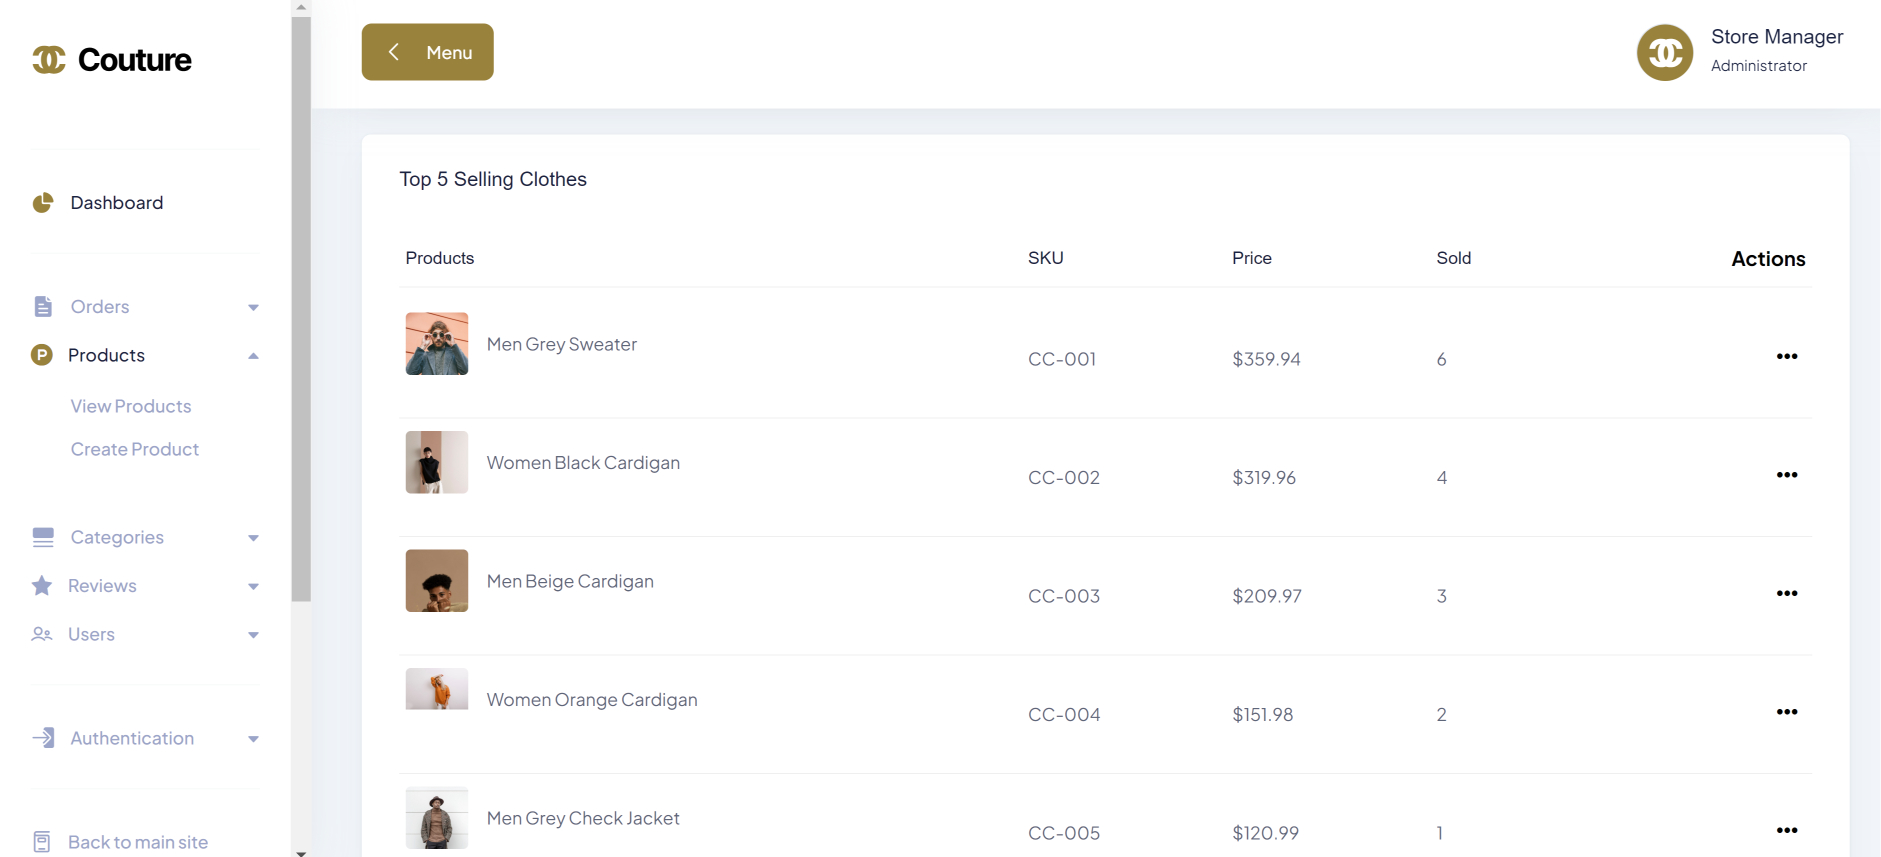 Couture
Menu
Store Manager
Administrator
Dashboard
Orders
Products
View Products
Create Product
Categories
Reviews
Users
Authentication
Back to main site
Top 5 Selling Clothes
Products SKU Price Sold Actions
Men Grey Sweater CC-001 $359.94 6
Women Black Cardigan CC-002 $319.96 4
Men Beige Cardigan CC-003 $209.97 3
Women Orange Cardigan CC-004 $151.98 2
Men Grey Check Jacket CC-005 $120.99 1